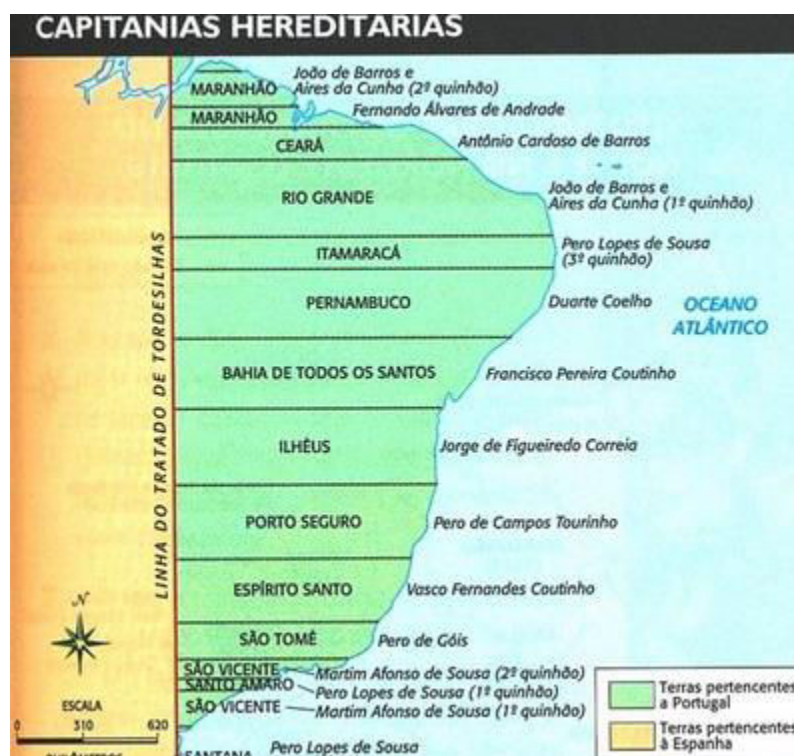 CAPITANIAS HEREDITÁRIAS
João de Barros e
Aires da Cunha (2º quinhão)
MARANHÃO
Fernando Álvares de Andrade
MARANHÃO
CEARÁ
Antônio Cardoso de Barros
RIO GRANDE
João de Barros e
Aires da Cunha (1º quinhão)
ITAMARACÁ
Pero Lopes de Sousa
(3º quinhão)
PERNAMBUCO
Duarte Coelho
OCEANO
ATLÂNTICO
LINHA DO TRATADO DE TORDESILHAS
BAHIA DE TODOS OS SANTOS
Francisco Pereira Coutinho
ILHÉUS
Jorge de Figueiredo Correia
PORTO SEGURO
Pero de Campos Tourinho
ESPÍRITO SANTO
Vasco Fernandes Coutinho
N
SÃO TOMÉ
Pero de Góis
SÃO VICENTE
Martim Afonso de Sousa (2º quinhão)
SANTO AMARO
Pero Lopes de Sousa (1º quinhão)
SÃO VICENTE
Martim Afonso de Sousa (1º quinhão)
SANTANA
Pero Lopes de Sousa
ESCALA
0 310 620
QUILÔMETROS
Terras pertencentes
a Portugal
Terras pertencentes
à Espanha